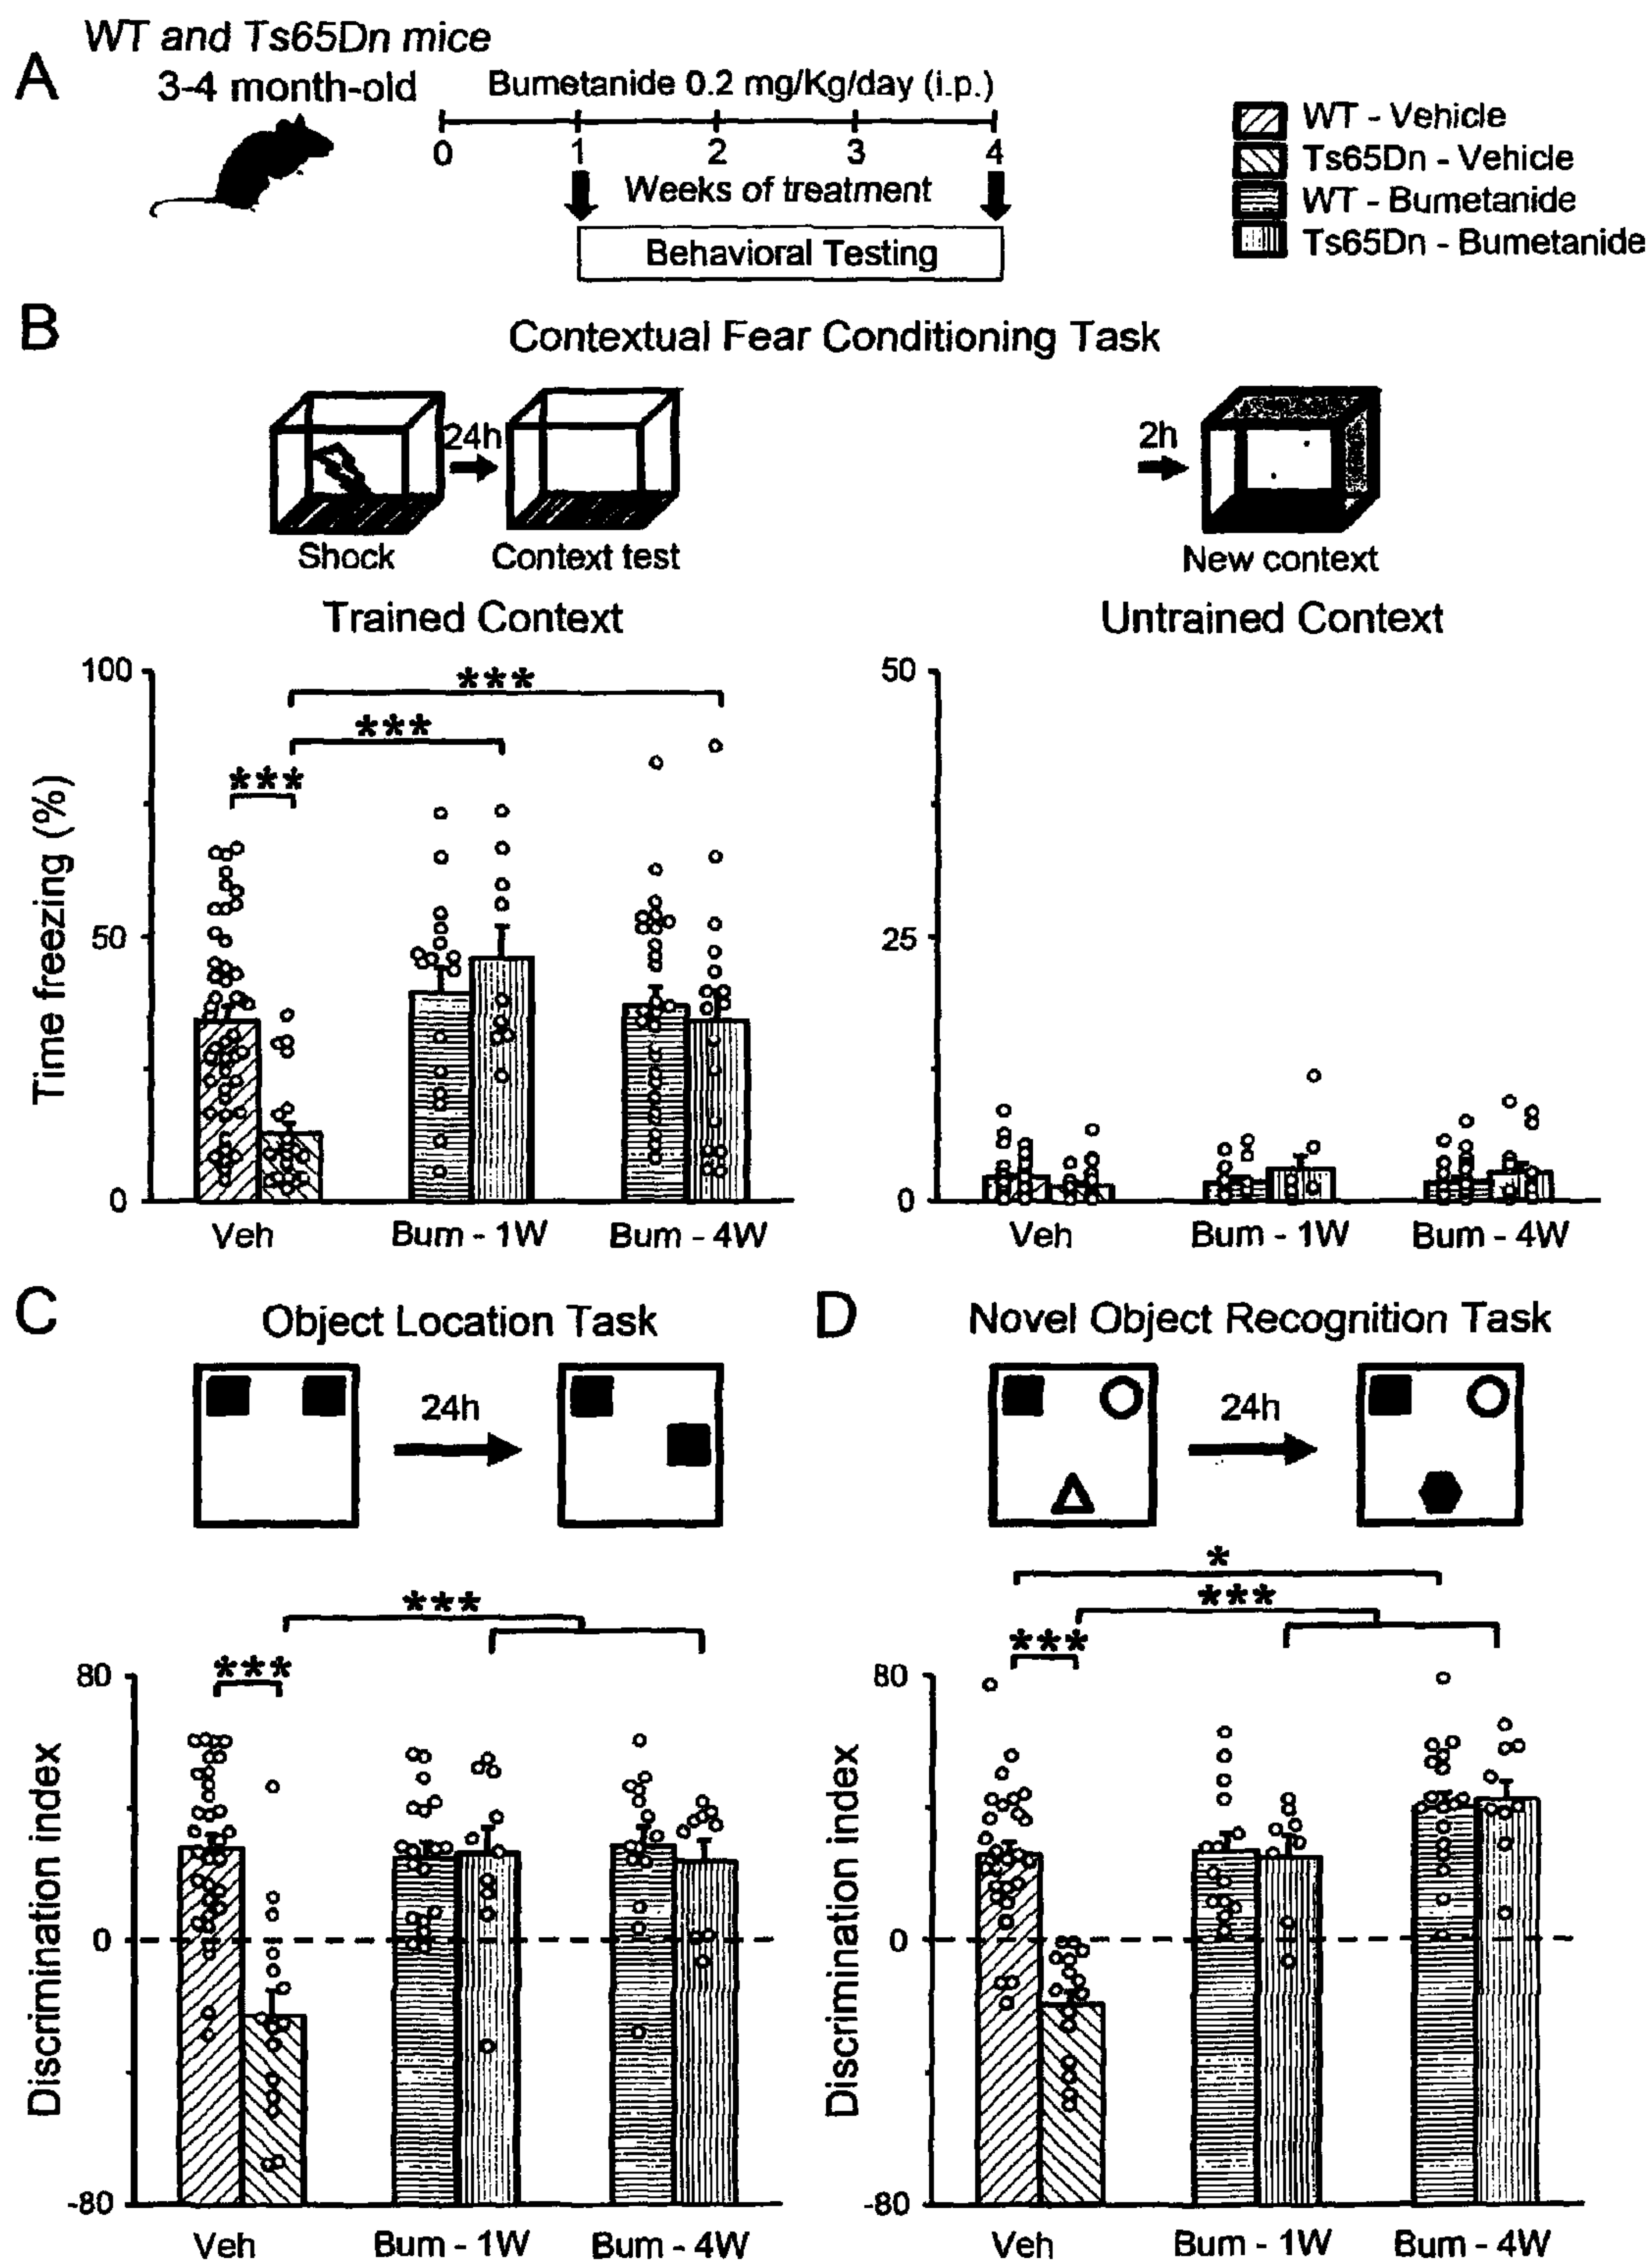 WT and Ts65Dn mice
A
3-4 month-old
Bumetanide 0.2 mg/Kg/day (i.p.)
0 1 2 3 4
Weeks of treatment
Behavioral Testing
WT - Vehicle
Ts65Dn - Vehicle
WT - Bumetanide
Ts65Dn - Bumetanide
B
Contextual Fear Conditioning Task
24h
Shock
Context test
2h
New context
Trained Context
Time freezing (%)
100
50
0
***
***
***
Veh Bum - 1W Bum - 4W
Untrained Context
50
25
0
Veh Bum - 1W Bum - 4W
C
Object Location Task
24h
***
***
Discrimination index
80
0
-80
Veh Bum - 1W Bum - 4W
D
Novel Object Recognition Task
24h
*
***
***
Discrimination index
80
0
-80
Veh Bum - 1W Bum - 4W